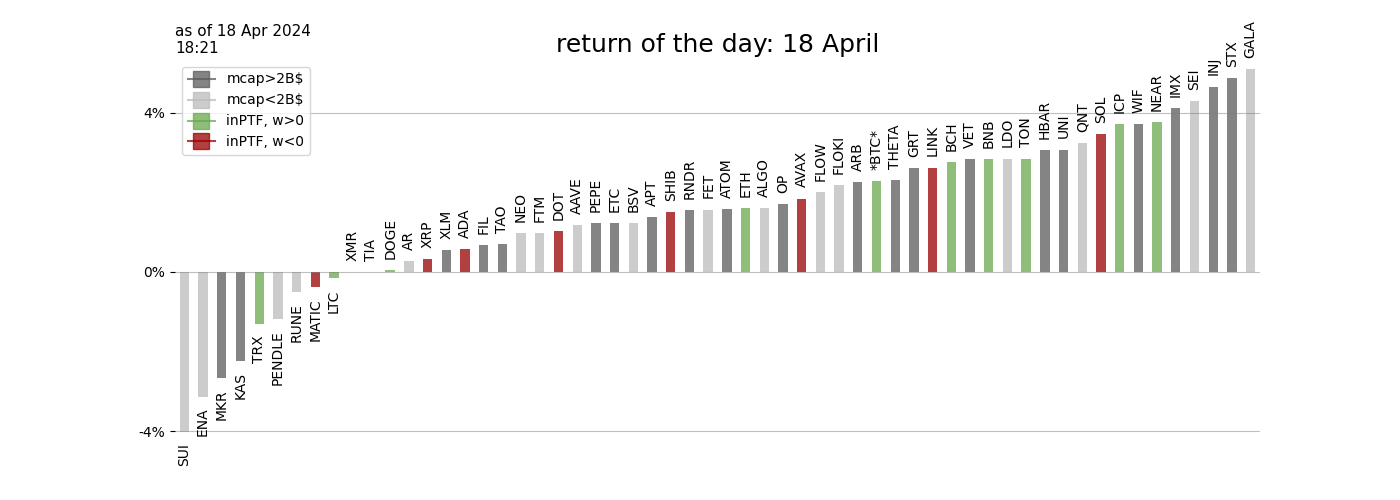 as of 18 Apr 2024
18:21
return of the day: 18 April
mcap>2B$
mcap<2B$
inPTF, w>0
inPTF, w<0
4%
0%
-4%
SUI
ENA
MKR
KAS
TRX
PENDLE
RUNE
MATIC
LTC
XMR
TIA
DOGE
AR
XRP
XLM
ADA
FIL
TAO
NEO
FTM
DOT
AAVE
PEPE
ETC
BSV
APT
SHIB
RNDR
FET
ATOM
ETH
ALGO
OP
AVAX
FLOW
FLOKI
ARB
*BTC*
THETA
GRT
LINK
BCH
VET
BNB
LDO
TON
HBAR
UNI
QNT
SOL
ICP
WIF
NEAR
IMX
SEI
INJ
STX
GALA